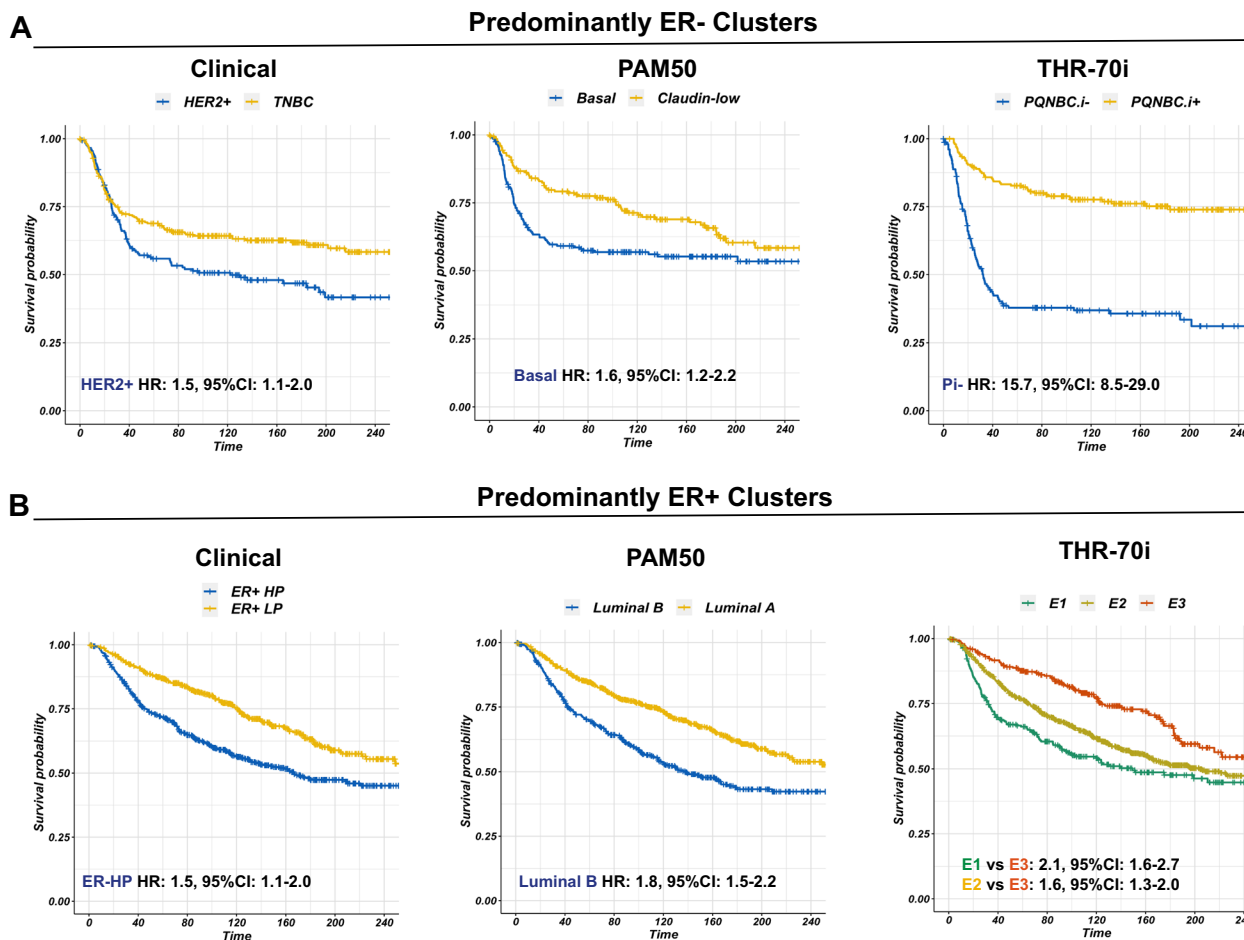 A
Predominantly ER- Clusters
Clinical
HER2+ TNBC
Survival probability
1.00
0.75
0.50
0.25
0.00
HER2+ HR: 1.5, 95%CI: 1.1-2.0
0 40 80 120 160 200 240
Time
PAM50
Basal Claudin-low
Survival probability
1.00
0.75
0.50
0.25
0.00
Basal HR: 1.6, 95%CI: 1.2-2.2
0 40 80 120 160 200 240
Time
THR-70i
PQNBC.i- PQNBC.i+
Survival probability
1.00
0.75
0.50
0.25
0.00
Pi- HR: 15.7, 95%CI: 8.5-29.0
0 40 80 120 160 200 240
Time
B
Predominantly ER+ Clusters
Clinical
ER+ HP
ER+ LP
Survival probability
1.00
0.75
0.50
0.25
0.00
ER-HP HR: 1.5, 95%CI: 1.1-2.0
0 40 80 120 160 200 240
Time
PAM50
Luminal B Luminal A
Survival probability
1.00
0.75
0.50
0.25
0.00
Luminal B HR: 1.8, 95%CI: 1.5-2.2
0 40 80 120 160 200 240
Time
THR-70i
E1 E2 E3
Survival probability
1.00
0.75
0.50
0.25
0.00
E1 vs E3: 2.1, 95%CI: 1.6-2.7
E2 vs E3: 1.6, 95%CI: 1.3-2.0
0 40 80 120 160 200 240
Time